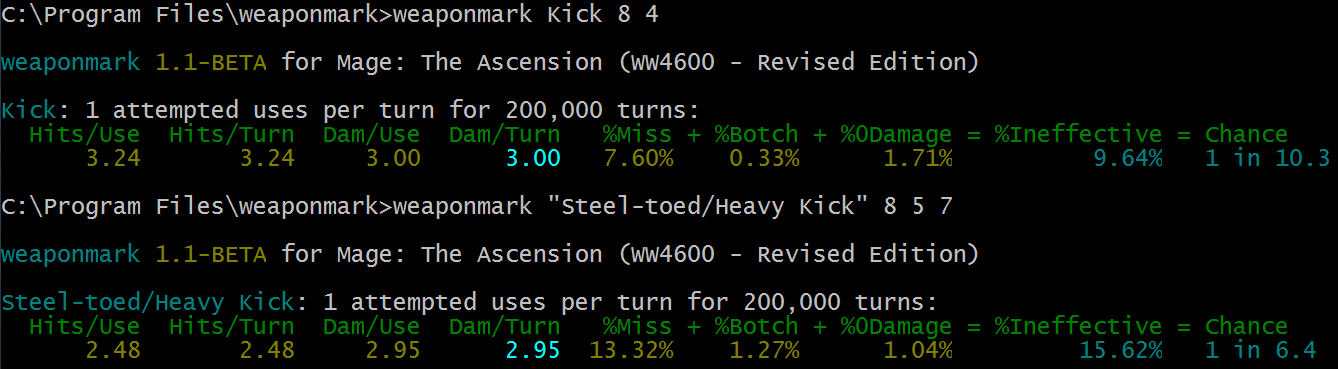 C:\Program Files\weaponmark>weaponmark Kick 8 4
weaponmark 1.1-BETA for Mage: The Ascension (WW4600 - Revised Edition)
Kick: 1 attempted uses per turn for 200,000 turns:
Hits/Use Hits/Turn Dam/Use Dam/Turn %Miss + %Botch + %0Damage = %Ineffective = Chance
3.24 3.24 3.00 3.00 7.60% 0.33% 1.71% 9.64% 1 in 10.3
C:\Program Files\weaponmark>weaponmark "Steel-toed/Heavy Kick" 8 5 7
weaponmark 1.1-BETA for Mage: The Ascension (WW4600 - Revised Edition)
Steel-toed/Heavy Kick: 1 attempted uses per turn for 200,000 turns:
Hits/Use Hits/Turn Dam/Use Dam/Turn %Miss + %Botch + %0Damage = %Ineffective = Chance
2.48 2.48 2.95 2.95 13.32% 1.27% 1.04% 15.62% 1 in 6.4